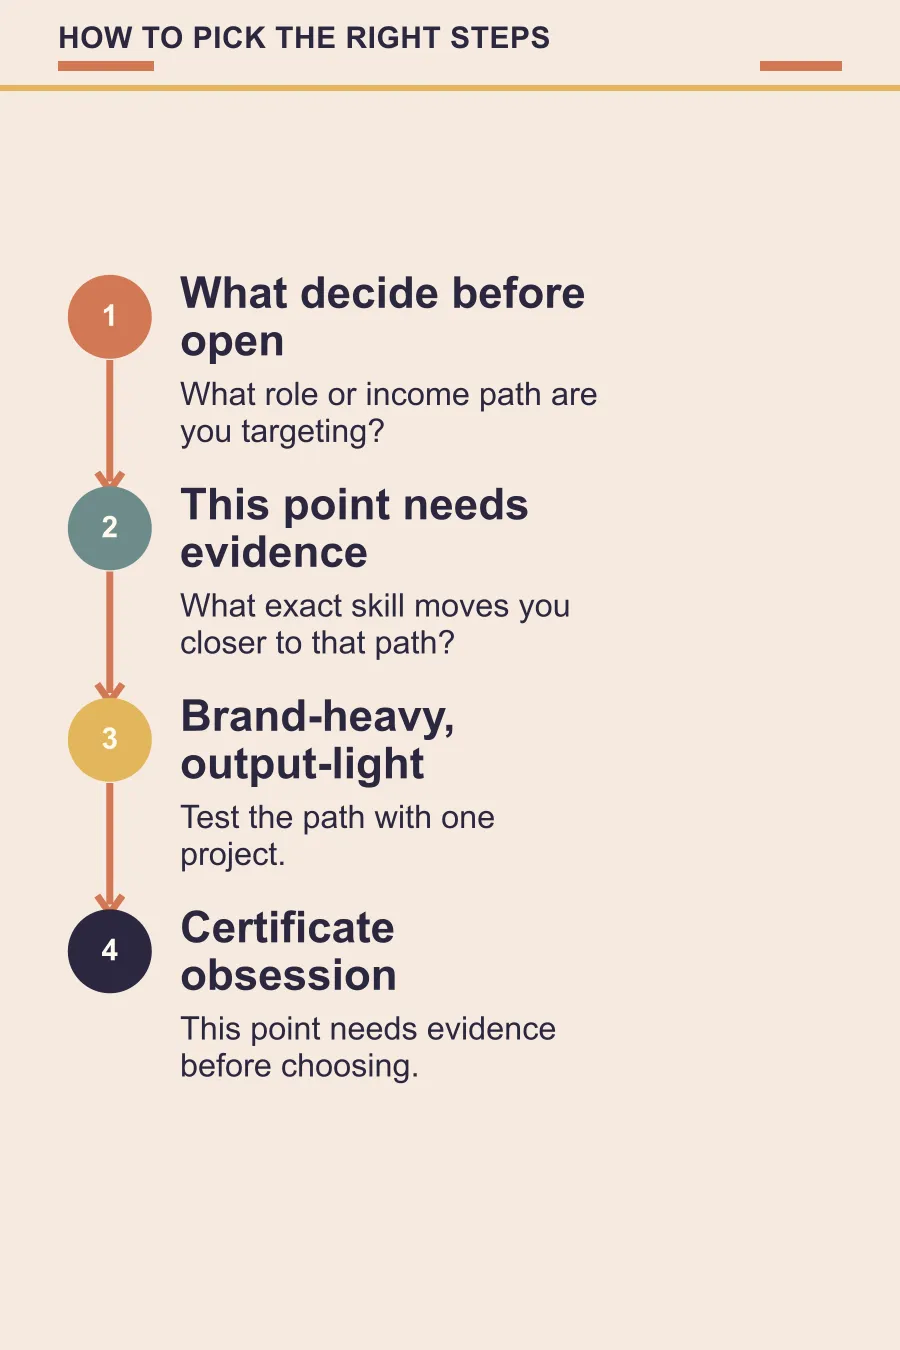 HOW TO PICK THE RIGHT STEPS
1
What decide before
open
What role or income path are
you targeting?
2
This point needs
evidence
What exact skill moves you
closer to that path?
3
Brand-heavy,
output-light
Test the path with one
project.
4
Certificate
obsession
This point needs evidence
before choosing.